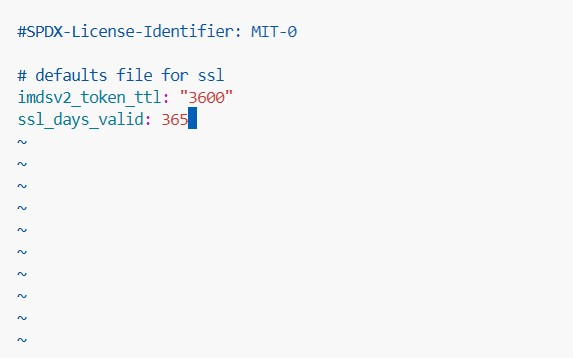 #SPDX-License-Identifier: MIT-0
# defaults file for ssl
imdsv2_token_ttl: "3600"
ssl_days_valid: 365
~
~
~
~
~
~
~
~
~
~